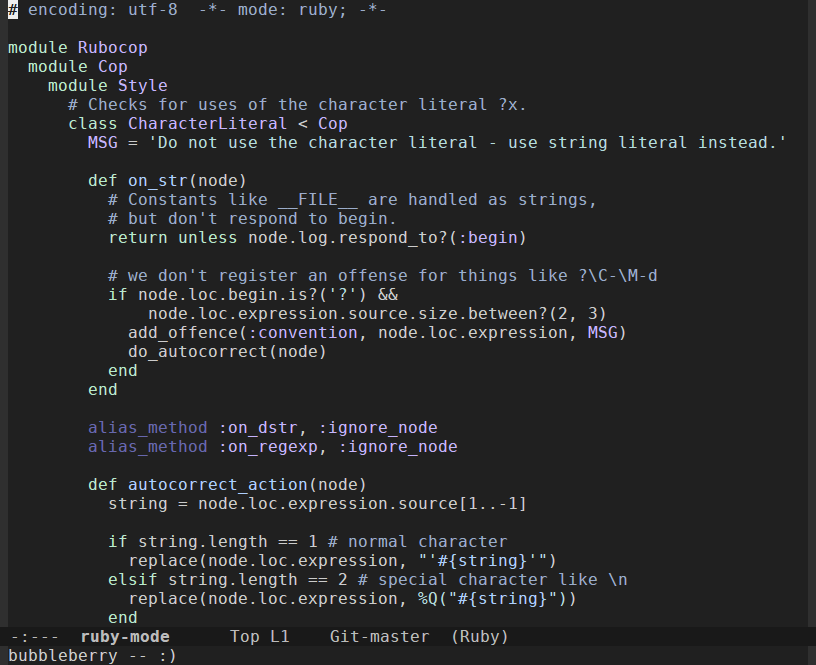 # encoding: utf-8  -*- mode: ruby; -*-

module Rubocop
  module Cop
    module Style
      # Checks for uses of the character literal ?x.
      class CharacterLiteral < Cop
        MSG = 'Do not use the character literal - use string literal instead.'

        def on_str(node)
          # Constants like __FILE__ are handled as strings,
          # but don't respond to begin.
          return unless node.log.respond_to?(:begin)

          # we don't register an offense for things like ?\C-\M-d
          if node.loc.begin.is?('?') &&
              node.loc.expression.source.size.between?(2, 3)
            add_offence(:convention, node.loc.expression, MSG)
            do_autocorrect(node)
          end
        end

        alias_method :on_dstr, :ignore_node
        alias_method :on_regexp, :ignore_node

        def autocorrect_action(node)
          string = node.loc.expression.source[1..-1]

          if string.length == 1 # normal character
            replace(node.loc.expression, "'#{string}'")
          elsif string.length == 2 # special character like \n
            replace(node.loc.expression, %Q("#{string}"))
          end
-:---  ruby-mode      Top L1    Git-master  (Ruby)
bubbleberry -- :)